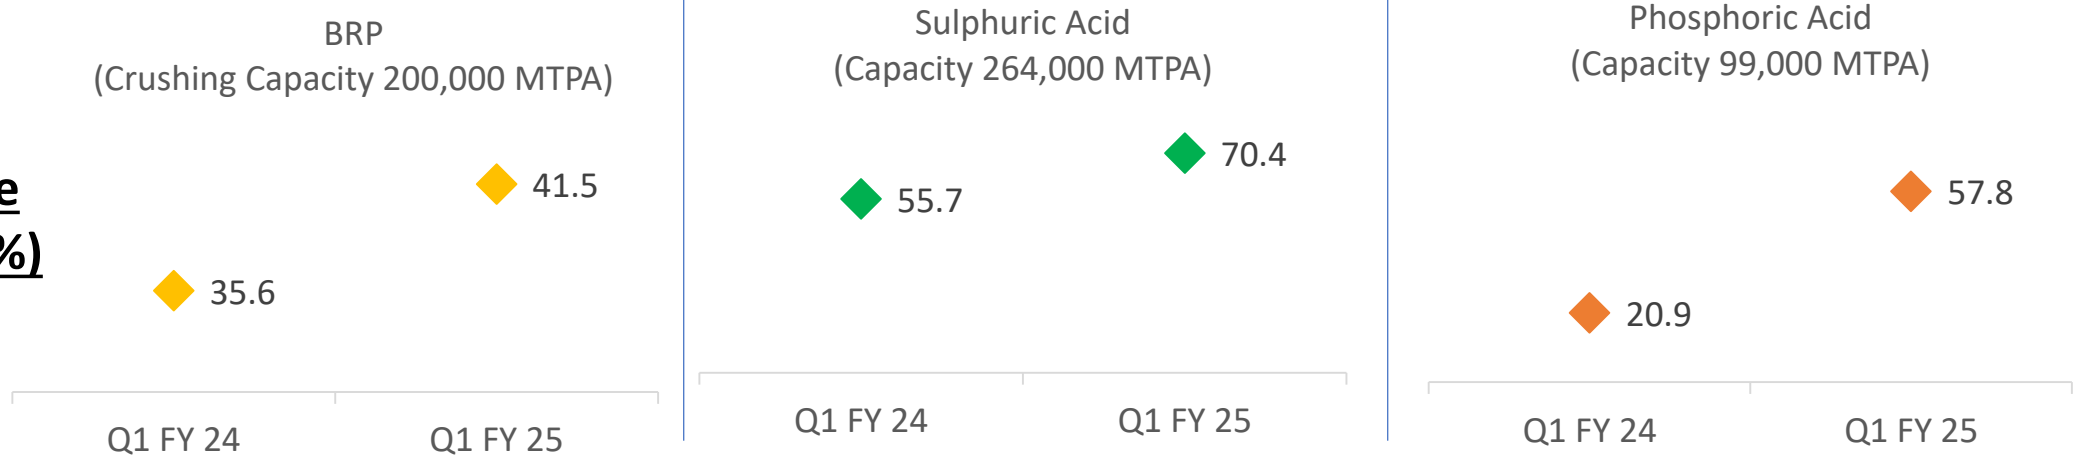 BRP
(Crushing Capacity 200,000 MTPA)
%)
41.5
35.6
Q1 FY 24 Q1 FY 25
Sulphuric Acid
(Capacity 264,000 MTPA)
70.4
55.7
Q1 FY 24 Q1 FY 25
Phosphoric Acid
(Capacity 99,000 MTPA)
57.8
20.9
Q1 FY 24 Q1 FY 25